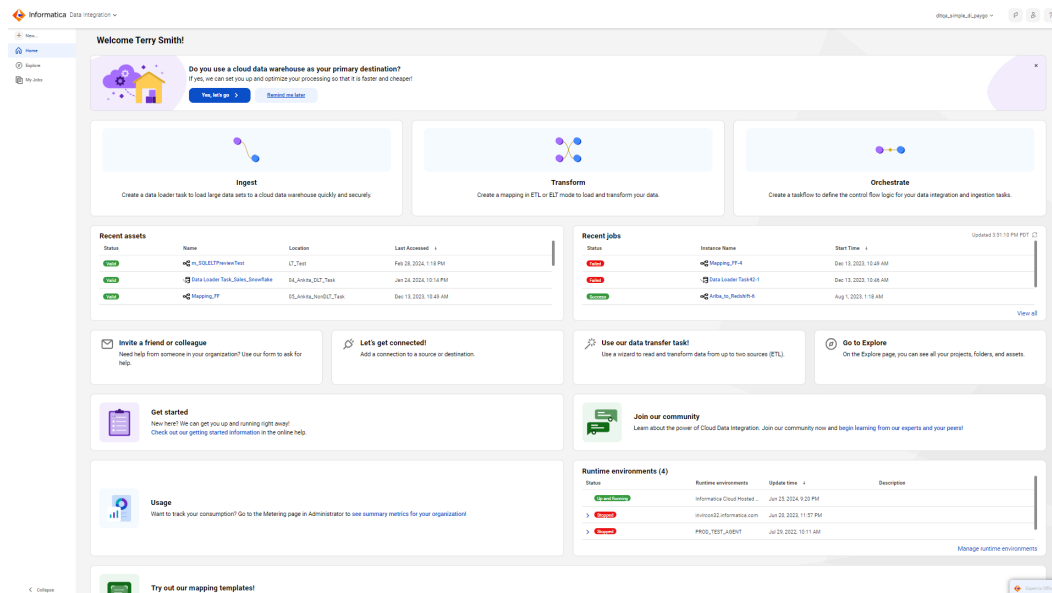 Informatica Data Integration
dibqa_simple_di_paygo
New...
Home
Explore
My Jobs
Welcome Terry Smith!
Do you use a cloud data warehouse as your primary destination?
If yes, we can set you up and optimize your processing so that it is faster and cheaper!
Yes, let's go
Remind me later
Ingest
Create a data loader task to load large data sets to a cloud data warehouse quickly and securely.
Transform
Create a mapping in ETL or ELT mode to load and transform your data.
Orchestrate
Create a taskflow to define the control flow logic for your data integration and ingestion tasks.
Recent assets
Status Name Location Last Accessed
Valid m_SQLELTPreviewTest LT_Test Feb 28, 2024, 1:18 PM
Valid Data Loader Task_Sales_Snowflake 04_Ankita_DLT_Task Jan 24, 2024, 10:14 PM
Valid Mapping_FF 05_Ankita_NonDLT_Task Dec 13, 2023, 10:49 AM
Recent jobs
Updated 3:51:10 PM PDT
Status Instance Name Start Time
Failed Mapping_FF-4 Dec 13, 2023, 10:49 AM
Failed Data Loader Task42-1 Dec 13, 2023, 10:46 AM
Success Ariba_to_Redshift-6 Aug 1, 2023, 1:18 AM
View all
Invite a friend or colleague
Need help from someone in your organization? Use our form to ask for
help.
Let's get connected!
Add a connection to a source or destination.
Use our data transfer task!
Use a wizard to read and transform data from up to two sources (ETL).
Go to Explore
On the Explore page, you can see all your projects, folders, and assets.
Get started
New here? We can get you up and running right away!
Check out our getting started information in the online help.
Join our community
Learn about the power of Cloud Data Integration. Join our community now and begin learning from our experts and your peers!
Usage
Want to track your consumption? Go to the Metering page in Administrator to see summary metrics for your organization!
Runtime environments (4)
Status Runtime environments Update time Description
Up and Running Informatica Cloud Hosted ... Jun 25, 2024, 9:20 PM
Stopped invircon32.informatica.com Jun 20, 2023, 11:57 PM
Stopped PROD_TEST_AGENT Jul 29, 2022, 10:11 AM
Manage runtime environments
Try out our mapping templates!
Collapse